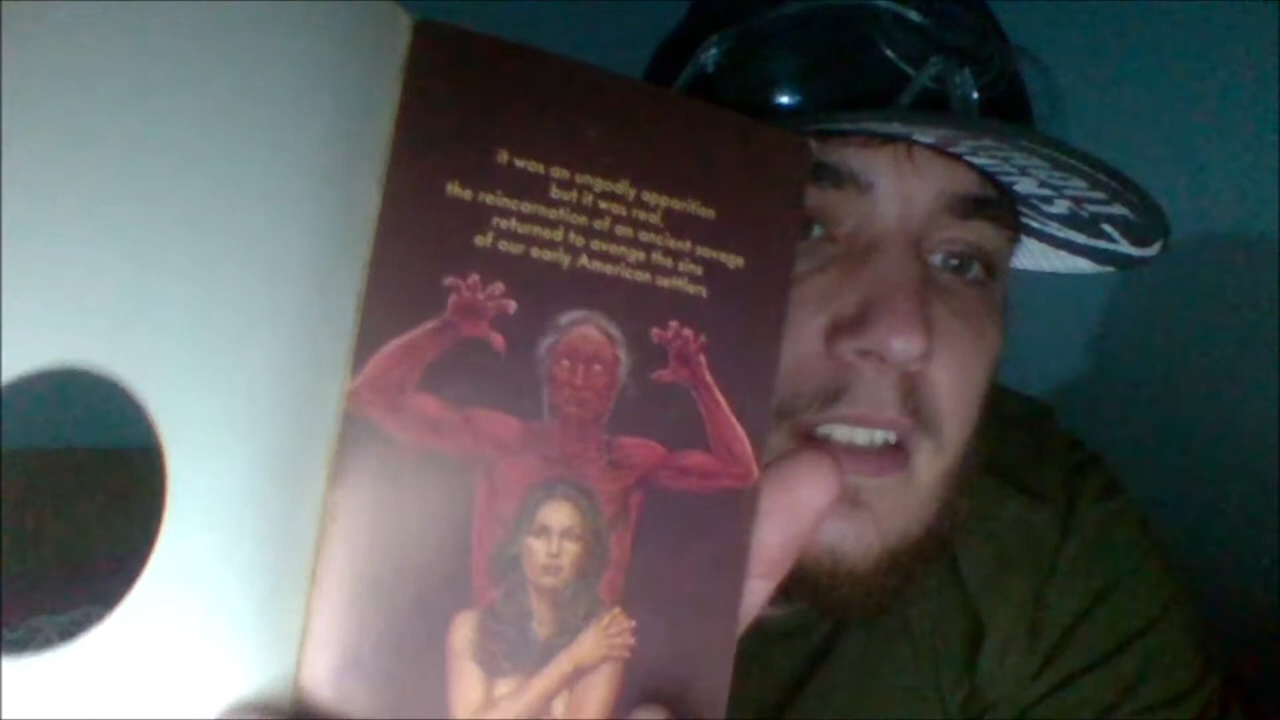 It was an ungodly apparition
but it was real,
the reincarnation of an ancient savage
returned to avenge the sins
of our early American settlers